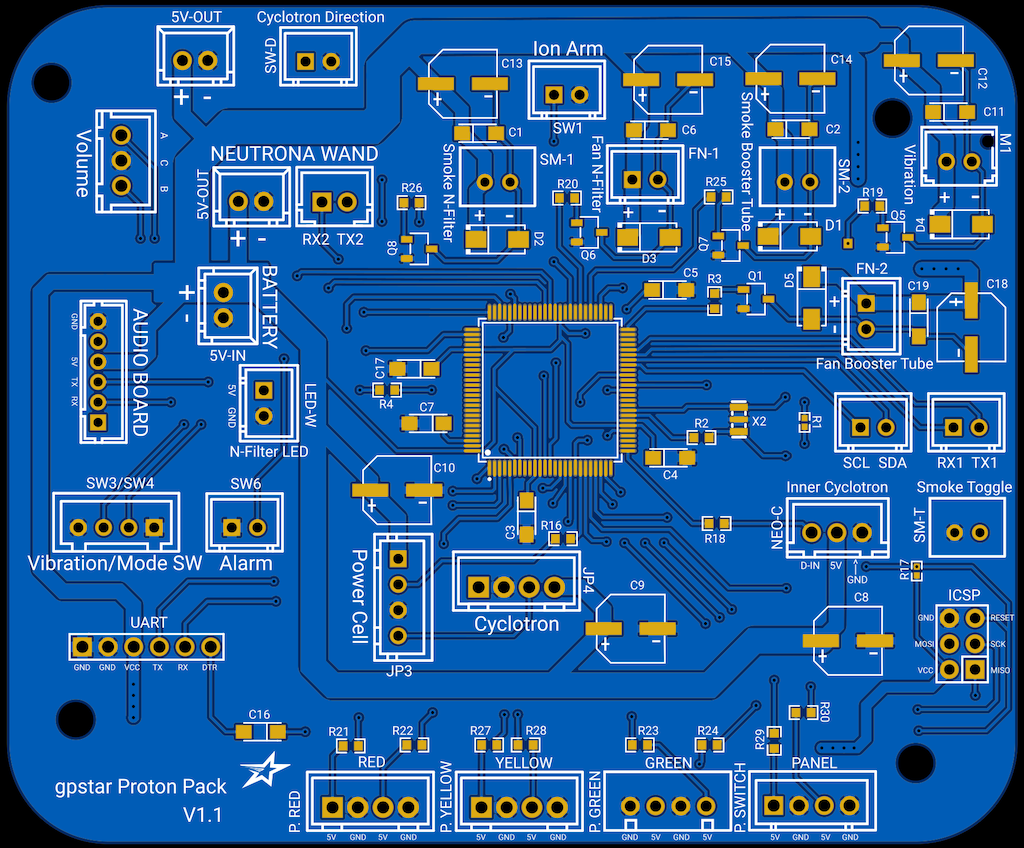 5V-OUT
+ -
Cyclotron Direction
SW-D
C13
Ion Arm
SW1
C15
C14
C12
C11
M1
Vibration
Volume
A
C
B
NEUTRONA WAND
5V-OUT
+ -
RX2 TX2
R26
Q8
Smoke N-Filter
C1
SM-1
+ -
D2
R20
Q6
Fan N-Filter
C6
FN-1
+ -
D3
R25
Q7
Smoke Booster Tube
C2
SM-2
+ -
D1
R19
Q5
D4
+ -
BATTERY
+
-
5V-IN
AUDIO BOARD
GND
5V
TX
RX
LED-W
5V
GND
N-Filter LED
C17
R4
C7
C5
R3
Q1
D5
FN-2
+
-
C19
C18
Fan Booster Tube
X2
R1
R2
C4
SCL SDA
RX1 TX1
SW3/SW4
Vibration/Mode SW
SW6
Alarm
C10
+ -
C3
R16
R18
Inner Cyclotron
NEO-C
D-IN 5V GND
Smoke Toggle
SM-T
R17
Power Cell
JP3
JP4
Cyclotron
C9
+ -
C8
+ -
ICSP
GND RESET
MOSI SCK
VCC MISO
UART
GND GND VCC TX RX DTR
C16
gpstar Proton Pack
V1.1
R21
R22
RED
P. RED
5V GND 5V GND
R27
R28
YELLOW
P. YELLOW
5V GND 5V GND
R23
R24
GREEN
P. GREEN
GND 5V GND 5V
R29
R30
PANEL
P. SWITCH
5V GND 5V GND